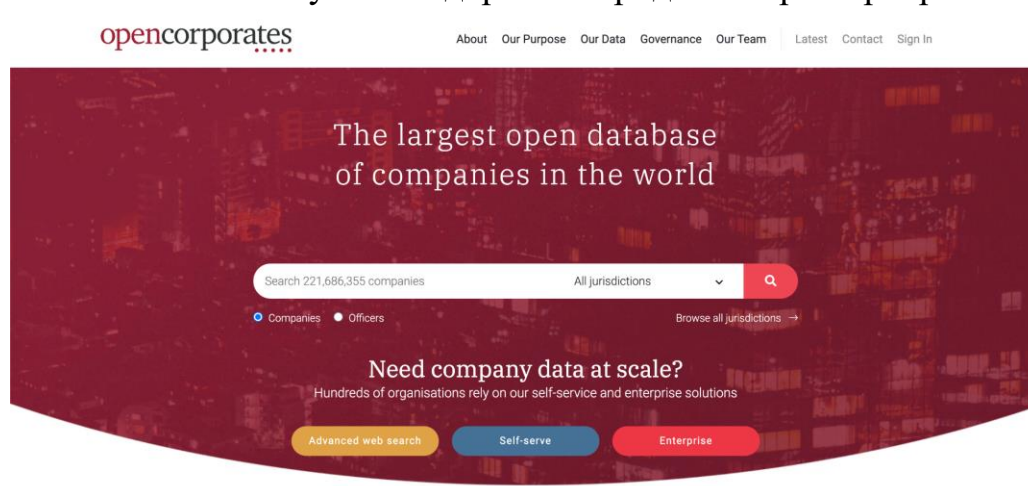 opencorporates
About Our Purpose Our Data Governance Our Team Latest Contact Sign In
The largest open database
of companies in the world
Search 221,686,355 companies All jurisdictions
Companies Officers Browse all jurisdictions →
Need company data at scale?
Hundreds of organisations rely on our self-service and enterprise solutions
Advanced web search Self-serve Enterprise